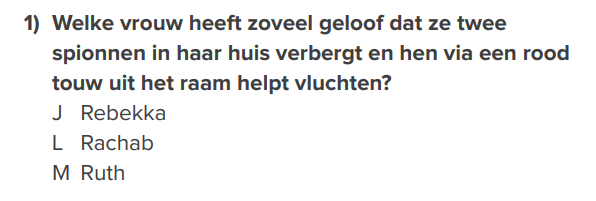 1) Welke vrouw heeft zoveel geloof dat ze twee
spionnen in haar huis verbergt en hen via een rood
touw uit het raam helpt vluchten?
J Rebekka
L Rachab
M Ruth